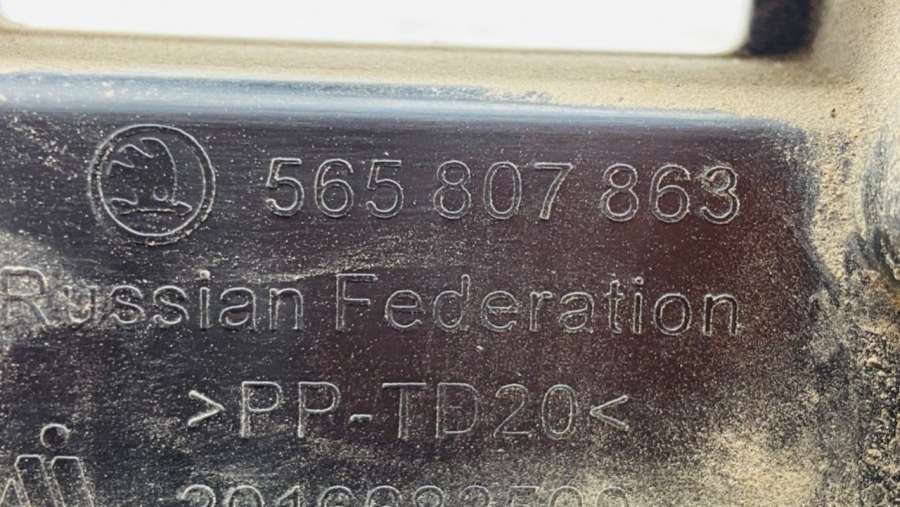 565 807 863
Russian Federation
>PP-TD20<